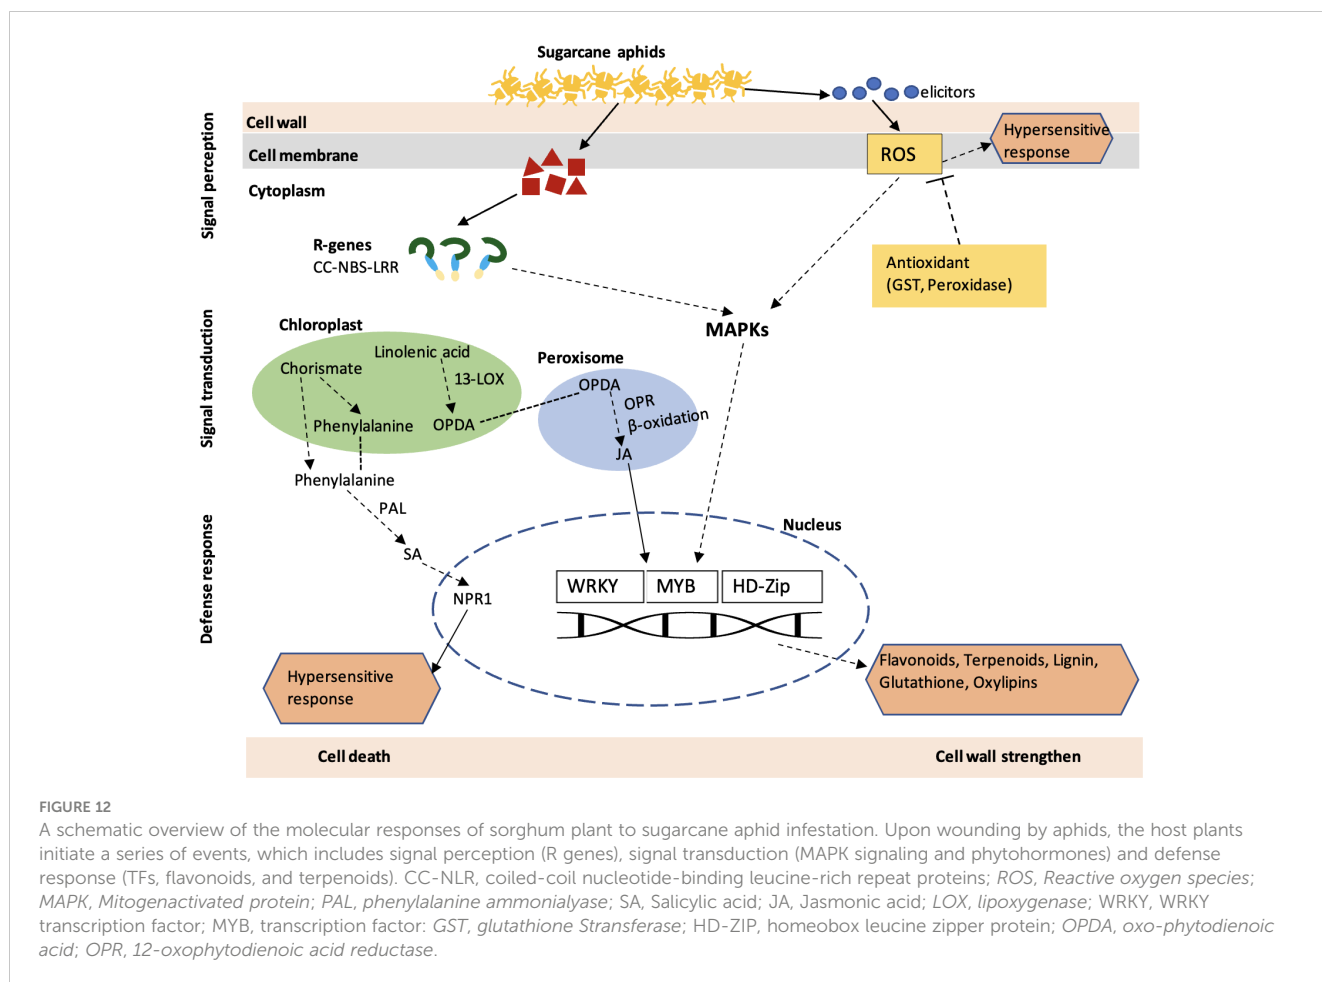 Sugarcane aphids
elicitors
Cell wall
Hypersensitive
response
Cell membrane
ROS
Signal perception
Cytoplasm
R-genes
CC-NBS-LRR
Antioxidant
(GST, Peroxidase)
MAPKs
Signal transduction
Chloroplast
Linolenic acid
Chorismate
13-LOX
Phenylalanine
OPDA
Peroxisome
OPDA
OPR
β-oxidation
JA
Phenylalanine
PAL
SA
Defense response
NPR1
Nucleus
WRKY
MYB
HD-Zip
Hypersensitive
response
Flavonoids, Terpenoids, Lignin,
Glutathione, Oxylipins
Cell death
Cell wall strengthen
FIGURE 12
A schematic overview of the molecular responses of sorghum plant to sugarcane aphid infestation. Upon wounding by aphids, the host plants
initiate a series of events, which includes signal perception (R genes), signal transduction (MAPK signaling and phytohormones) and defense
response (TFs, flavonoids, and terpenoids). CC-NLR, coiled-coil nucleotide-binding leucine-rich repeat proteins; ROS, Reactive oxygen species;
MAPK, Mitogenactivated protein; PAL, phenylalanine ammonialyase; SA, Salicylic acid; JA, Jasmonic acid; LOX, lipoxygenase; WRKY, WRKY
transcription factor; MYB, transcription factor: GST, glutathione Stransferase; HD-ZIP, homeobox leucine zipper protein; OPDA, oxo-phytodienoic
acid; OPR, 12-oxophytodienoic acid reductase.